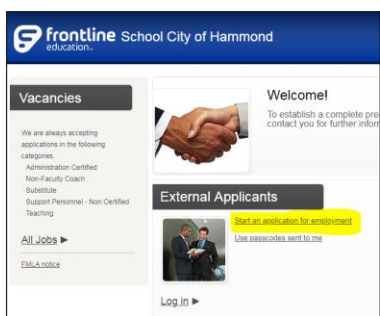 frontline
education™ School City of Hammond
Vacancies
We are always accepting
applications in the following
categories.
Administration Certified
Non-Faculty Coach
Substitute
Support Personnel - Non Certified
Teaching
All Jobs ►
FMLA notice
Welcome!
To establish a complete pre
contact you for further infor
External Applicants
Start an application for employment
Use passcodes sent to me
Log in ►